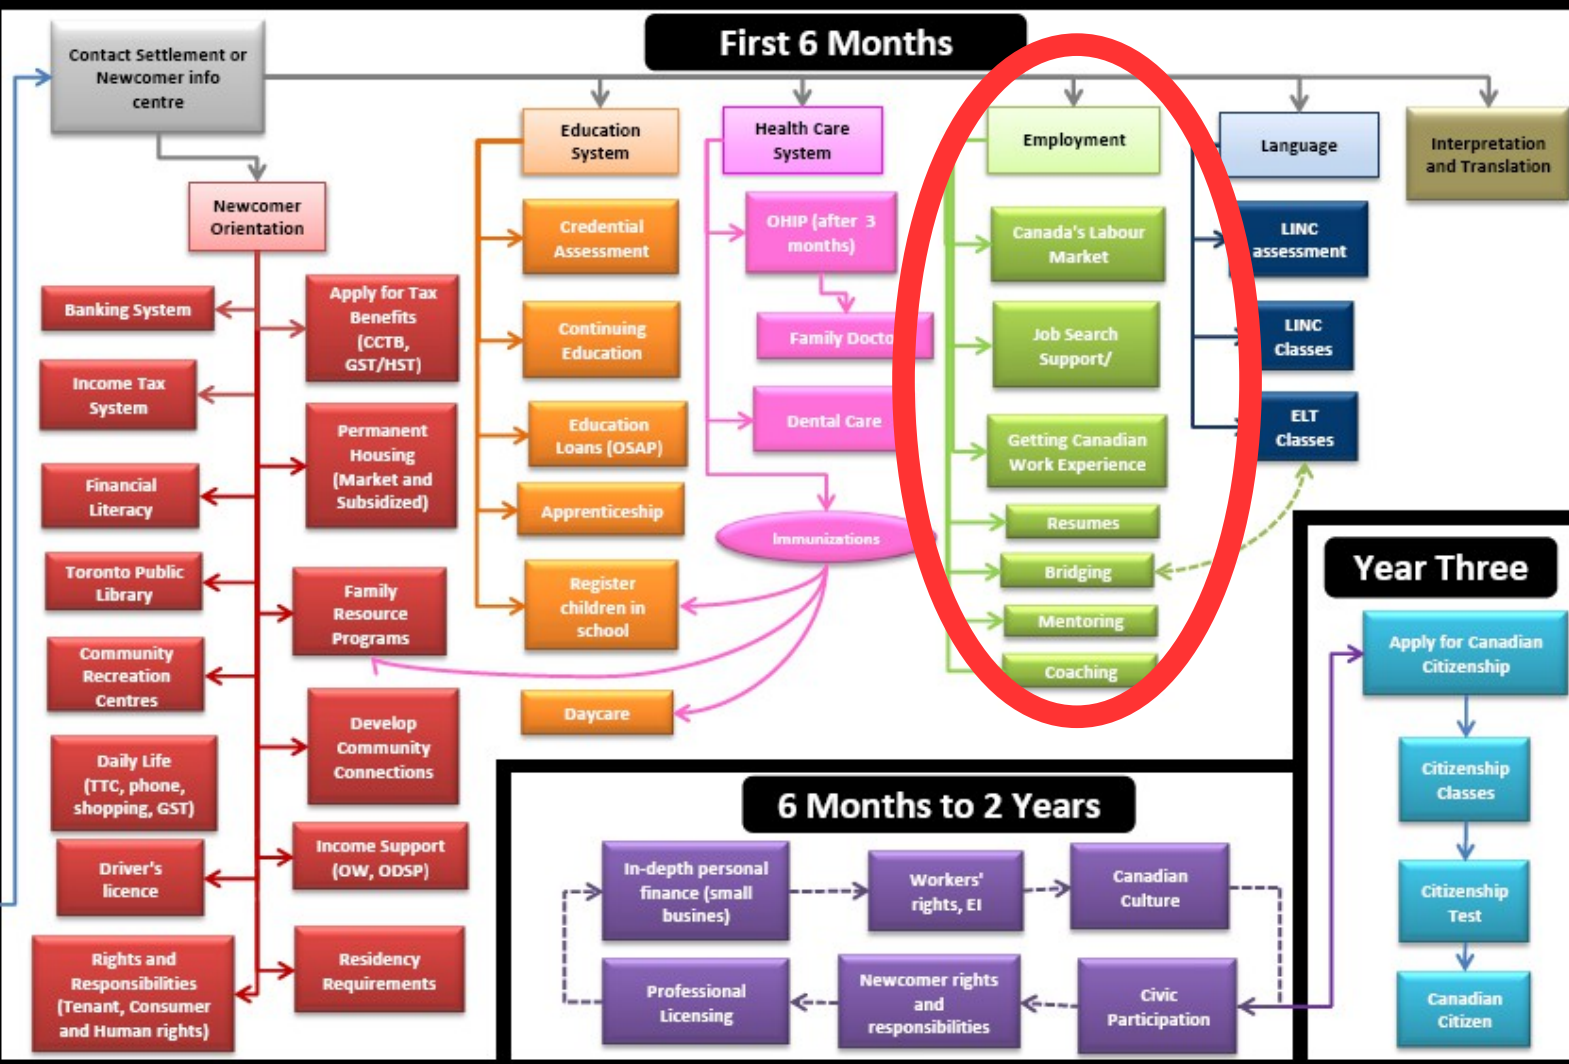 First 6 Months
Contact Settlement or
Newcomer info
centre
Newcomer
Orientation
Banking System
Income Tax
System
Financial
Literacy
Toronto Public
Library
Community
Recreation
Centres
Daily Life
(TTC, phone,
shopping, GST)
Driver's
licence
Rights and
Responsibilities
(Tenant, Consumer
and Human rights)
Apply for Tax
Benefits
(CCTB,
GST/HST)
Permanent
Housing
(Market and
Subsidized)
Family
Resource
Programs
Develop
Community
Connections
Income Support
(OW, ODSP)
Residency
Requirements
Education
System
Credential
Assessment
Continuing
Education
Education
Loans (OSAP)
Apprenticeship
Register
children in
school
Daycare
Health Care
System
OHIP (after 3
months)
Family Docto
Dental Care
Immunizations
Employment
Canada's Labour
Market
Job Search
Support/
Getting Canadian
Work Experience
Resumes
Bridging
Mentoring
Coaching
Language
LINC
assessment
LINC
Classes
ELT
Classes
Interpretation
and Translation
6 Months to 2 Years
In-depth personal
finance (small
busines)
Workers'
rights, EI
Canadian
Culture
Professional
Licensing
Newcomer rights
and
responsibilities
Civic
Participation
Year Three
Apply for Canadian
Citizenship
Citizenship
Classes
Citizenship
Test
Canadian
Citizen